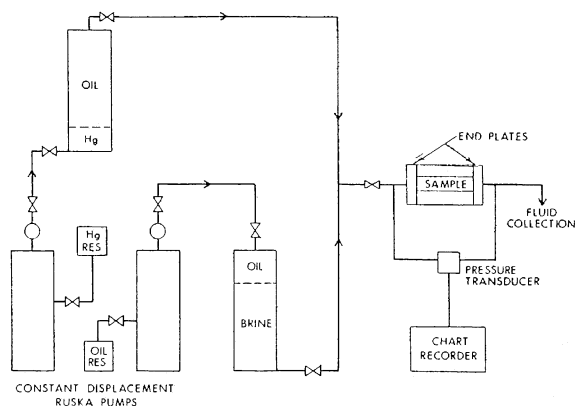 OIL
Hg
END PLATES
SAMPLE
FLUID
COLLECTION
Hg
RES
OIL
PRESSURE
TRANSDUCER
BRINE
OIL
RES
CHART
RECORDER
CONSTANT DISPLACEMENT
RUSKA PUMPS